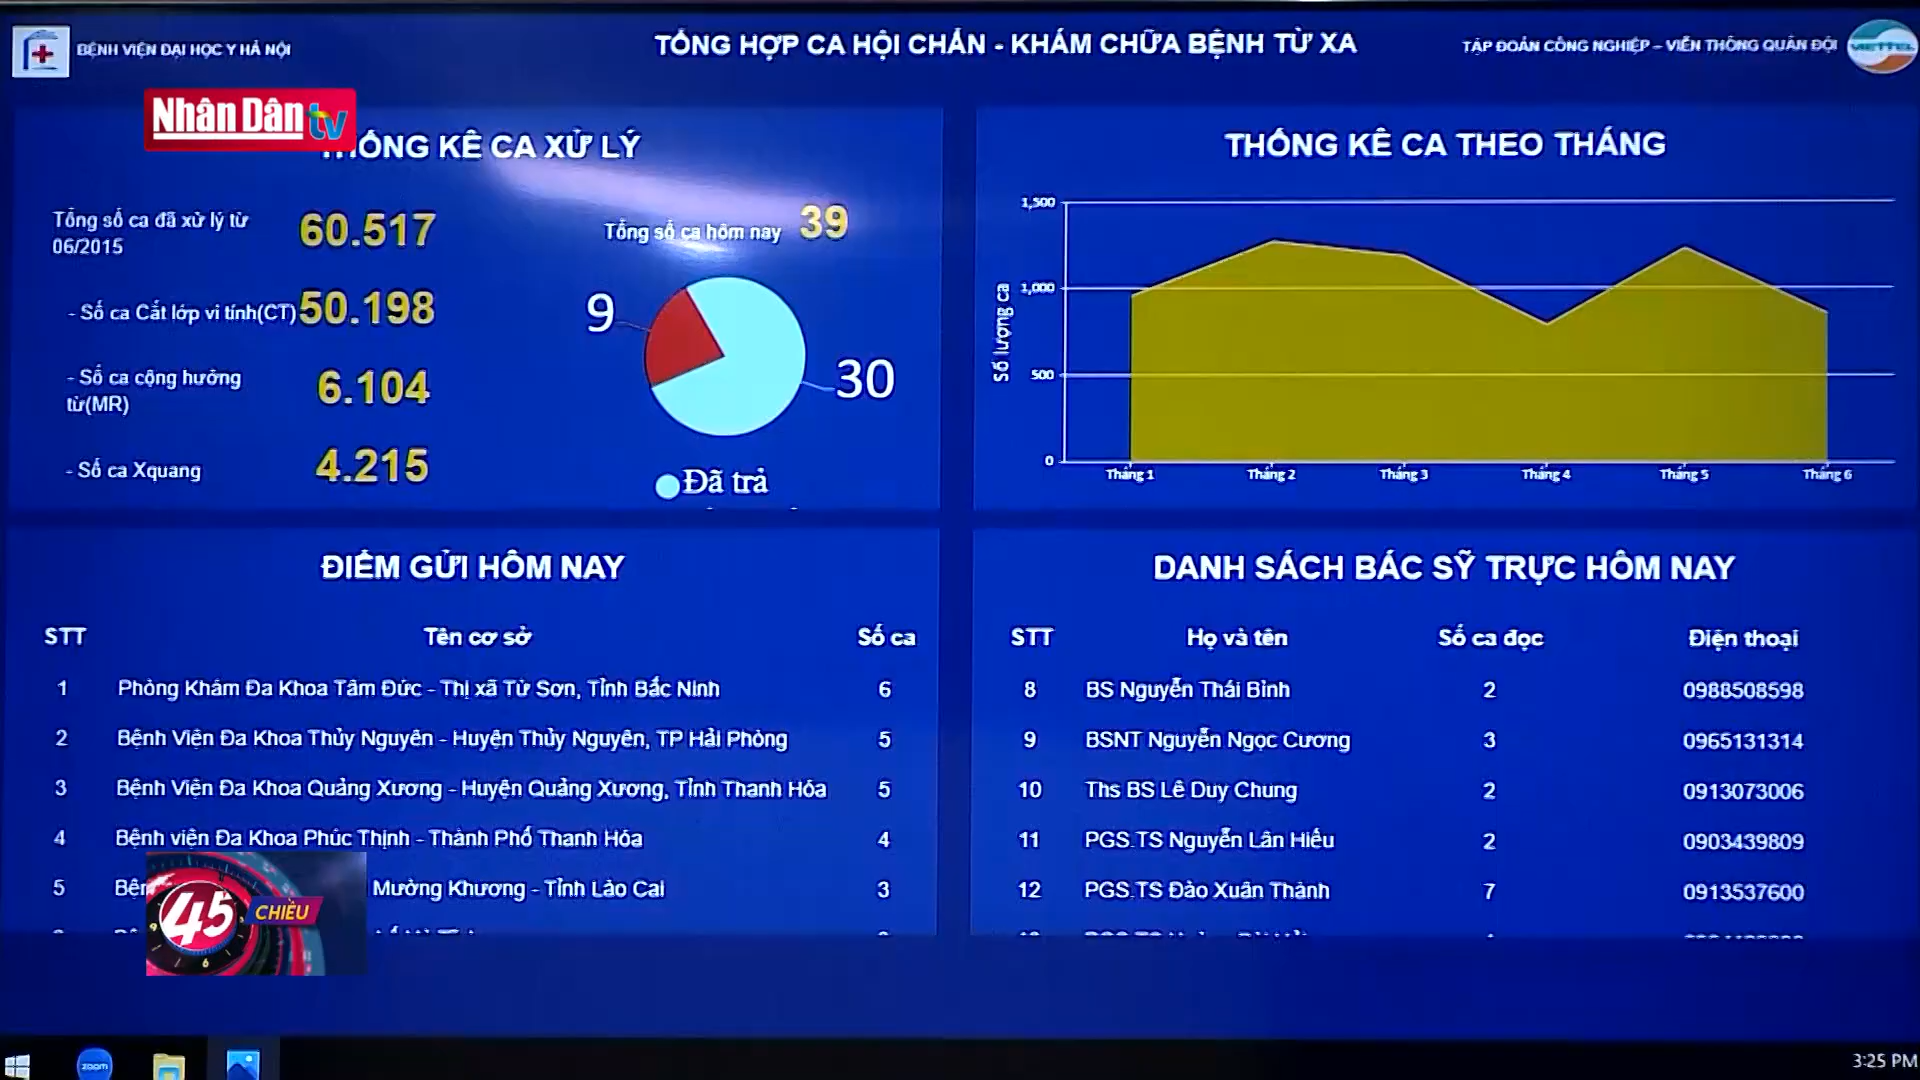 BỆNH VIỆN ĐẠI HỌC Y HÀ NỘI
TỔNG HỢP CA HỘI CHẨN - KHÁM CHỮA BỆNH TỪ XA
TẬP ĐOÀN CÔNG NGHIỆP – VIỄN THÔNG QUÂN ĐỘI
VIETTEL
Nhân Dân tv
THỐNG KÊ CA XỬ LÝ
Tổng số ca đã xử lý từ
06/2015
60.517
- Số ca Cắt lớp vi tính(CT)
50.198
- Số ca cộng hưởng
từ(MR)
6.104
- Số ca Xquang
4.215
Tổng số ca hôm nay
39
9
30
Đã trả
THỐNG KÊ CA THEO THÁNG
Số lượng ca
1,500
1,000
500
0
Tháng 1
Tháng 2
Tháng 3
Tháng 4
Tháng 5
Tháng 6
ĐIỂM GỬI HÔM NAY
STT Tên cơ sở Số ca
1 Phòng Khám Đa Khoa Tâm Đức - Thị xã Từ Sơn, Tỉnh Bắc Ninh 6
2 Bệnh Viện Đa Khoa Thủy Nguyên - Huyện Thủy Nguyên, TP Hải Phòng 5
3 Bệnh Viện Đa Khoa Quảng Xương - Huyện Quảng Xương, Tỉnh Thanh Hóa 5
4 Bệnh viện Đa Khoa Phúc Thịnh - Thành Phố Thanh Hóa 4
5 Mường Khương - Tỉnh Lào Cai 3
DANH SÁCH BÁC SỸ TRỰC HÔM NAY
STT Họ và tên Số ca đọc Điện thoại
8 BS Nguyễn Thái Bình 2 0988508598
9 BSNT Nguyễn Ngọc Cương 3 0965131314
10 Ths BS Lê Duy Chung 2 0913073006
11 PGS.TS Nguyễn Lân Hiếu 2 0903439809
12 PGS.TS Đào Xuân Thành 7 0913537600
45 CHIỀU
zoom
3:25 PM